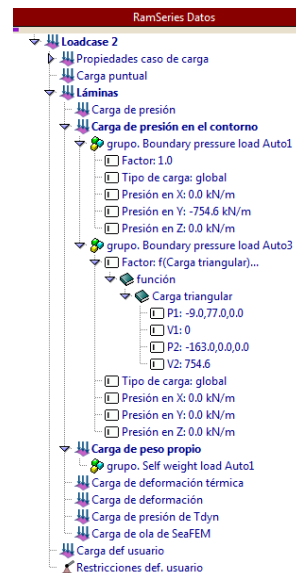 RamSeries Datos
Loadcase 2
Propiedades caso de carga
Carga puntual
Láminas
Carga de presión
Carga de presión en el contorno
grupo. Boundary pressure load Auto1
Factor: 1.0
Tipo de carga: global
Presión en X: 0.0 kN/m
Presión en Y: -754.6 kN/m
Presión en Z: 0.0 kN/m
grupo. Boundary pressure load Auto3
Factor: f(Carga triangular)...
función
Carga triangular
P1: -9.0,77.0,0.0
V1: 0
P2: -163.0,0.0,0.0
V2: 754.6
Tipo de carga: global
Presión en X: 0.0 kN/m
Presión en Y: 0.0 kN/m
Presión en Z: 0.0 kN/m
Carga de peso propio
grupo. Self weight load Auto1
Carga de deformación térmica
Carga de deformación
Carga de presión de Tdyn
Carga de ola de SeaFEM
Carga def usuario
Restricciones def. usuario